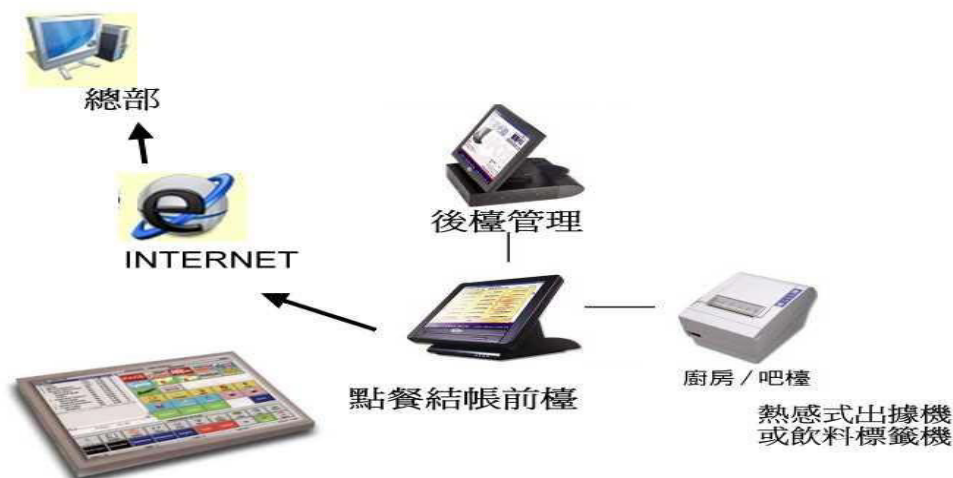 總部
INTERNET
後檯管理
點餐結帳前檯
廚房/吧檯
熱感式出據機
或飲料標籤機